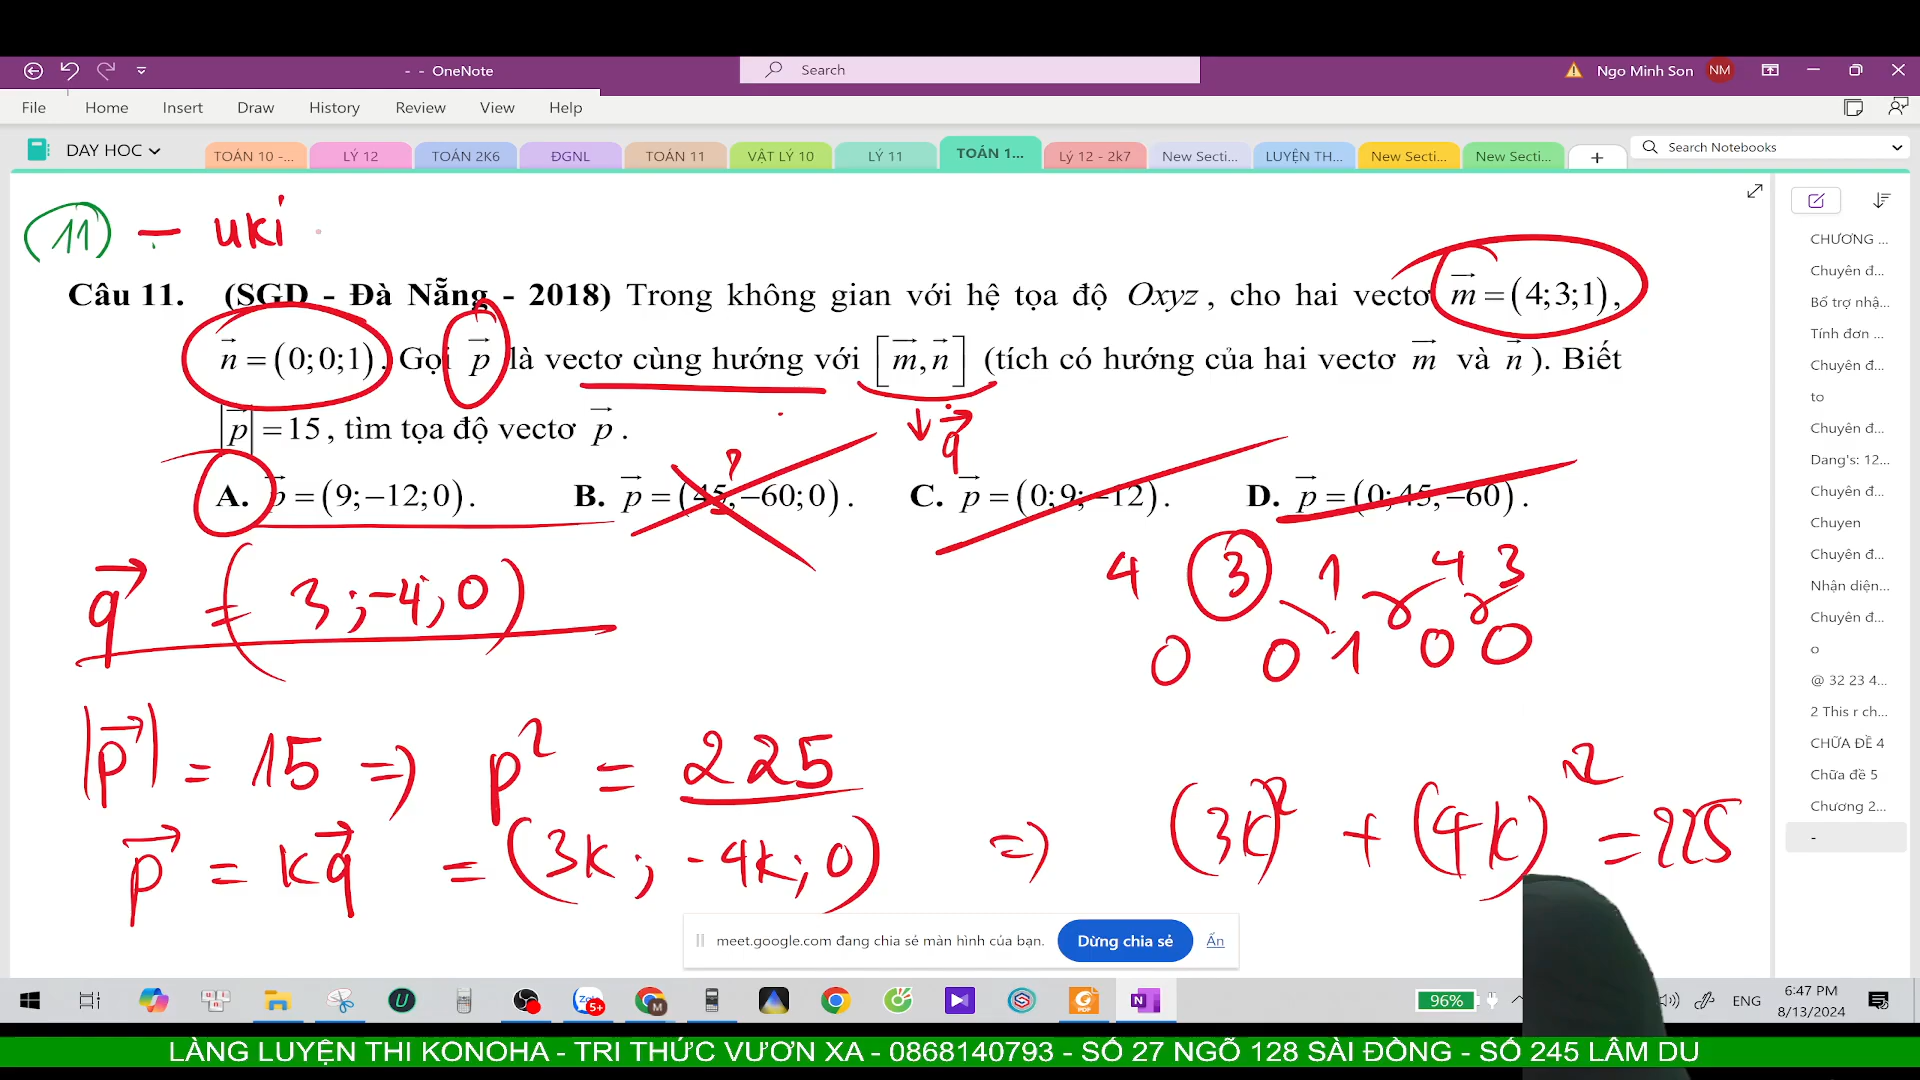 - - OneNote
Search
Ngo Minh Son NM
File Home Insert Draw History Review View Help
DAY HOC
TOÁN 10 -... LÝ 12 TOÁN 2K6 ĐGNL TOÁN 11 VẬT LÝ 10 LÝ 11 TOÁN 1... Lý 12 - 2k7 New Secti... LUYỆN TH... New Secti... New Secti... +
Search Notebooks
11 - uki
Câu 11. (SGD - Đà Nẵng - 2018) Trong không gian với hệ tọa độ Oxyz, cho hai vectơ m⃗ = (4;3;1),
n⃗ = (0;0;1). Gọi p⃗ là vectơ cùng hướng với [m⃗, n⃗] (tích có hướng của hai vectơ m⃗ và n⃗). Biết
|p⃗| = 15, tìm tọa độ vectơ p⃗.
↓ q⃗
?
A. p⃗ = (9;−12;0). B. p⃗ = (45;−60;0). C. p⃗ = (0;9;−12). D. p⃗ = (0;45;−60).
4 3 1 4 3
q⃗ = (3;-4;0)
0 0 1 0 0
|p⃗| = 15 => p² = 225
p⃗ = kq⃗ = (3k; -4k; 0) => (3k)² + (4k)² = 225
CHƯƠNG ...
Chuyên đ...
Bổ trợ nhậ...
Tính đơn ...
Chuyên đ...
to
Chuyên đ...
Dang's: 12...
Chuyên đ...
Chuyen
Chuyên đ...
Nhận diện...
Chuyên đ...
o
@ 32 23 4...
2 This r ch...
CHỮA ĐỀ 4
Chữa đề 5
Chương 2...
-
meet.google.com đang chia sẻ màn hình của bạn. Dừng chia sẻ Ẩn
5+
M
96%
ENG
6:47 PM
8/13/2024
LÀNG LUYỆN THI KONOHA - TRI THỨC VƯƠN XA - 0868140793 - SỐ 27 NGÕ 128 SÀI ĐỒNG - SỐ 245 LÂM DU